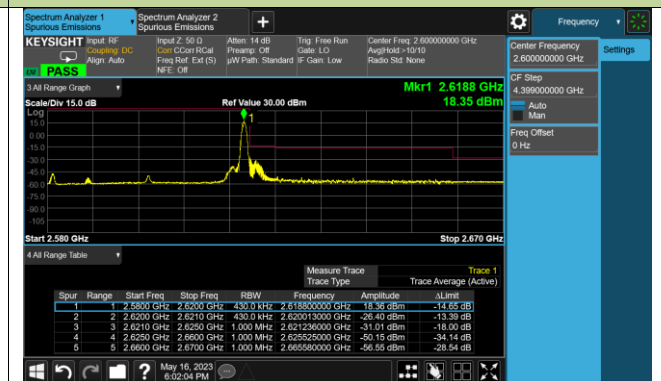 Spectrum Analyzer 1
Spurious Emissions
Spectrum Analyzer 2
Spurious Emissions
+
Frequency
KEYSIGHT
Input: RF
Coupling: DC
Align: Auto
Input Z: 50 Ω
Corr CCorr RCal
Freq Ref: Ext (S)
NFE: Off
Atten: 14 dB
Preamp: Off
µW Path: Standard
Trig: Free Run
Gate: LO
IF Gain: Low
Center Freq: 2.600000000 GHz
Avg|Hold:>10/10
Radio Std: None
PASS
Center Frequency
2.600000000 GHz
Settings
CF Step
4.399000000 GHz
Auto
Man
Freq Offset
0 Hz
3 All Range Graph
Mkr1 2.6188 GHz
Scale/Div 15.0 dB
Ref Value 30.00 dBm
18.35 dBm
Log
15.0
0.00
-15.0
-30.0
-45.0
-60.0
-75.0
-90.0
-105
1
Start 2.580 GHz
Stop 2.670 GHz
4 All Range Table
Measure Trace Trace 1
Trace Type Trace Average (Active)
Spur Range Start Freq Stop Freq RBW Frequency Amplitude ΔLimit
1 1 2.5800 GHz 2.6200 GHz 430.0 kHz 2.618800000 GHz 18.36 dBm -14.65 dB
2 2 2.6200 GHz 2.6210 GHz 430.0 kHz 2.620013000 GHz -26.40 dBm -13.39 dB
3 3 2.6210 GHz 2.6250 GHz 1.000 MHz 2.621236000 GHz -31.01 dBm -18.00 dB
4 4 2.6250 GHz 2.6600 GHz 1.000 MHz 2.625525000 GHz -50.15 dBm -34.14 dB
5 5 2.6600 GHz 2.6700 GHz 1.000 MHz 2.665580000 GHz -56.55 dBm -28.54 dB
?
May 16, 2023
6:02:04 PM